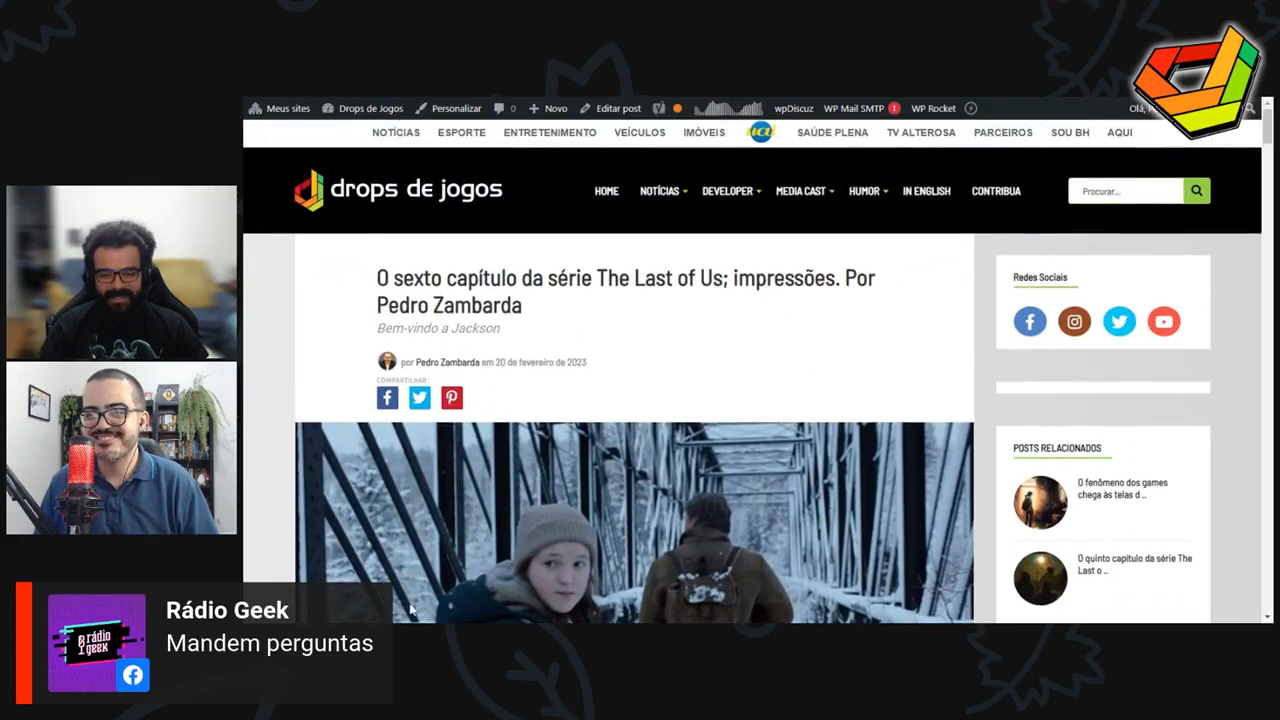 Meus sites
Drops de Jogos
Personalizar
0
Novo
Editar post
wpDiscuz
WP Mail SMTP
!
WP Rocket
NOTÍCIAS
ESPORTE
ENTRETENIMENTO
VEÍCULOS
IMÓVEIS
uai
SAÚDE PLENA
TV ALTEROSA
PARCEIROS
SOU BH
AQUI
drops de jogos
HOME
NOTÍCIAS
DEVELOPER
MEDIA CAST
HUMOR
IN ENGLISH
CONTRIBUA
Procurar...
O sexto capítulo da série The Last of Us; impressões. Por
Pedro Zambarda
Bem-vindo a Jackson
por Pedro Zambarda em 20 de fevereiro de 2023
COMPARTILHAR:
Redes Sociais
POSTS RELACIONADOS
O fenômeno dos games
chega às telas d ..
O quinto capítulo da série The
Last o ..
rádio
geek
Rádio Geek
Mandem perguntas